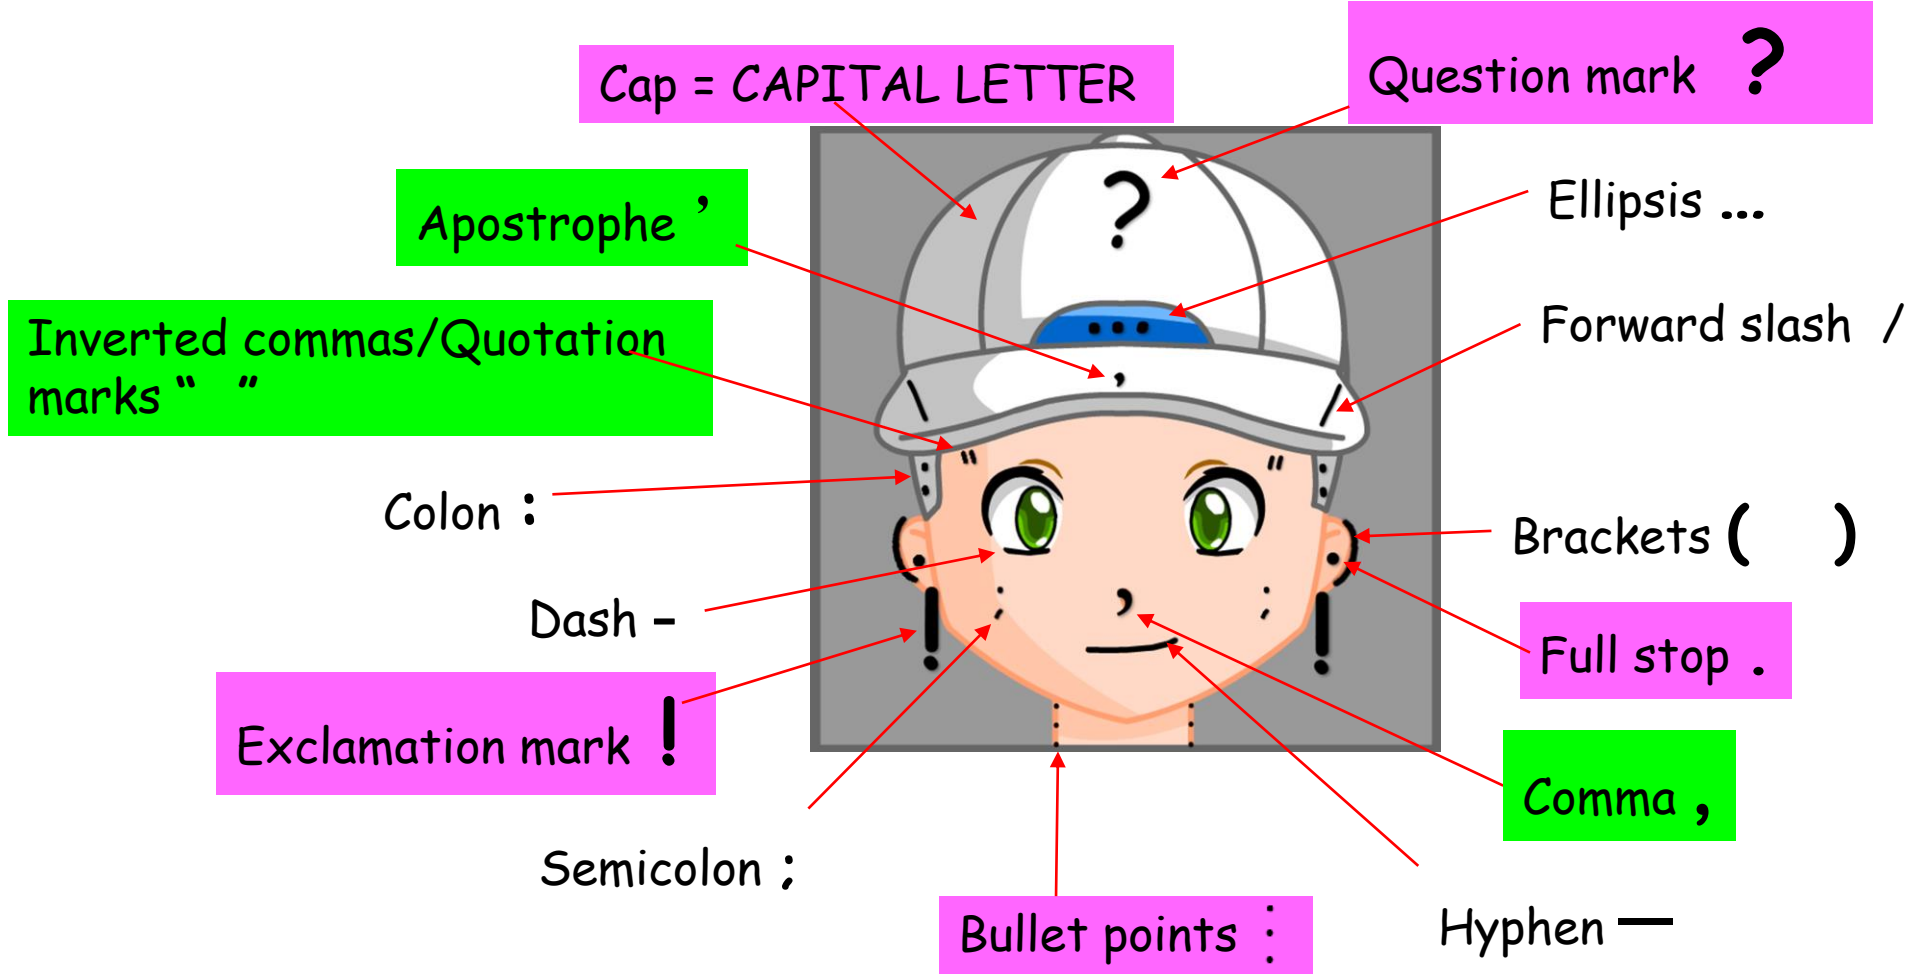 Cap = CAPITAL LETTER
Question mark ?
Apostrophe ’
Ellipsis ...
Inverted commas/Quotation
marks “ ”
Forward slash /
Colon :
Brackets ( )
Dash -
Full stop .
Exclamation mark !
Comma ,
Semicolon ;
Bullet points ⋮
Hyphen —